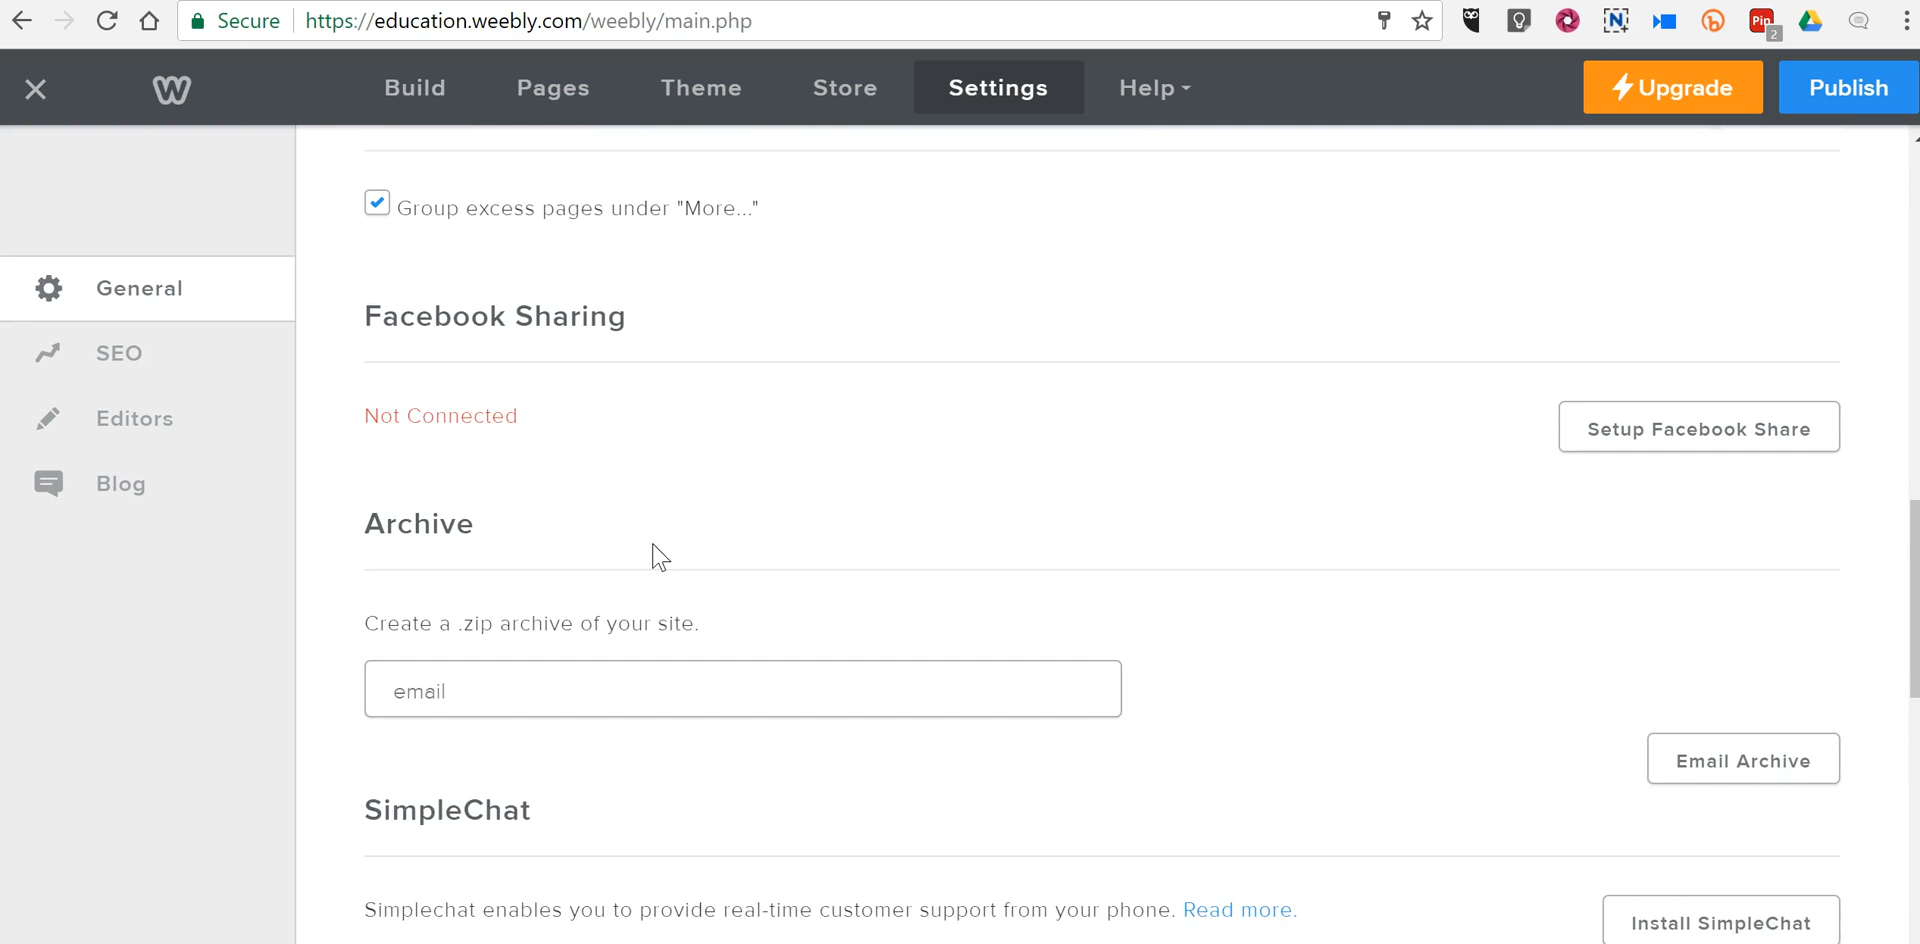 Secure https://education.weebly.com/weebly/main.php
Pin
2
Build Pages Theme Store Settings Help Upgrade Publish
Group excess pages under "More..."
General
Facebook Sharing
SEO
Not Connected
Editors
Setup Facebook Share
Blog
Archive
Create a .zip archive of your site.
email
Email Archive
SimpleChat
Simplechat enables you to provide real-time customer support from your phone. Read more.
Install SimpleChat